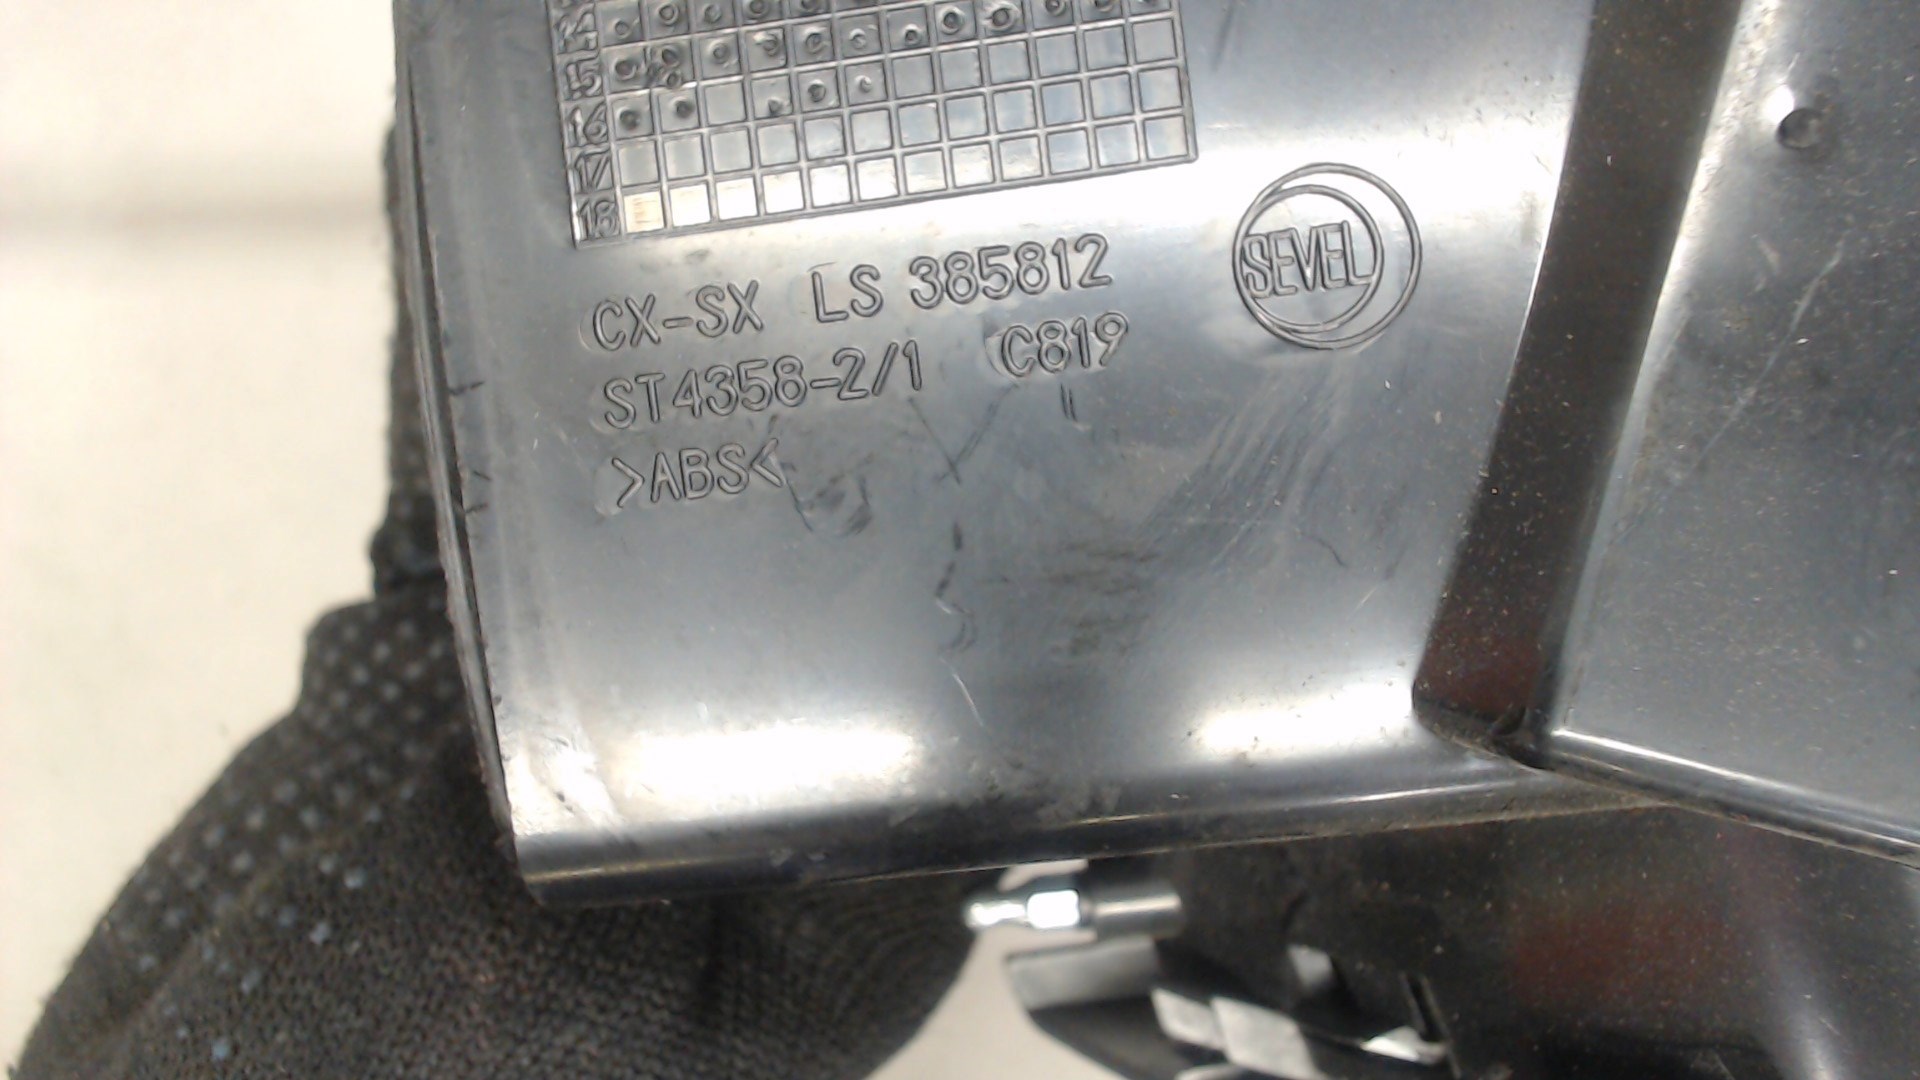 14
15
16
17
18
CX-SX LS 385812
ST4358-2/1 C819
>ABS<
SEVEL